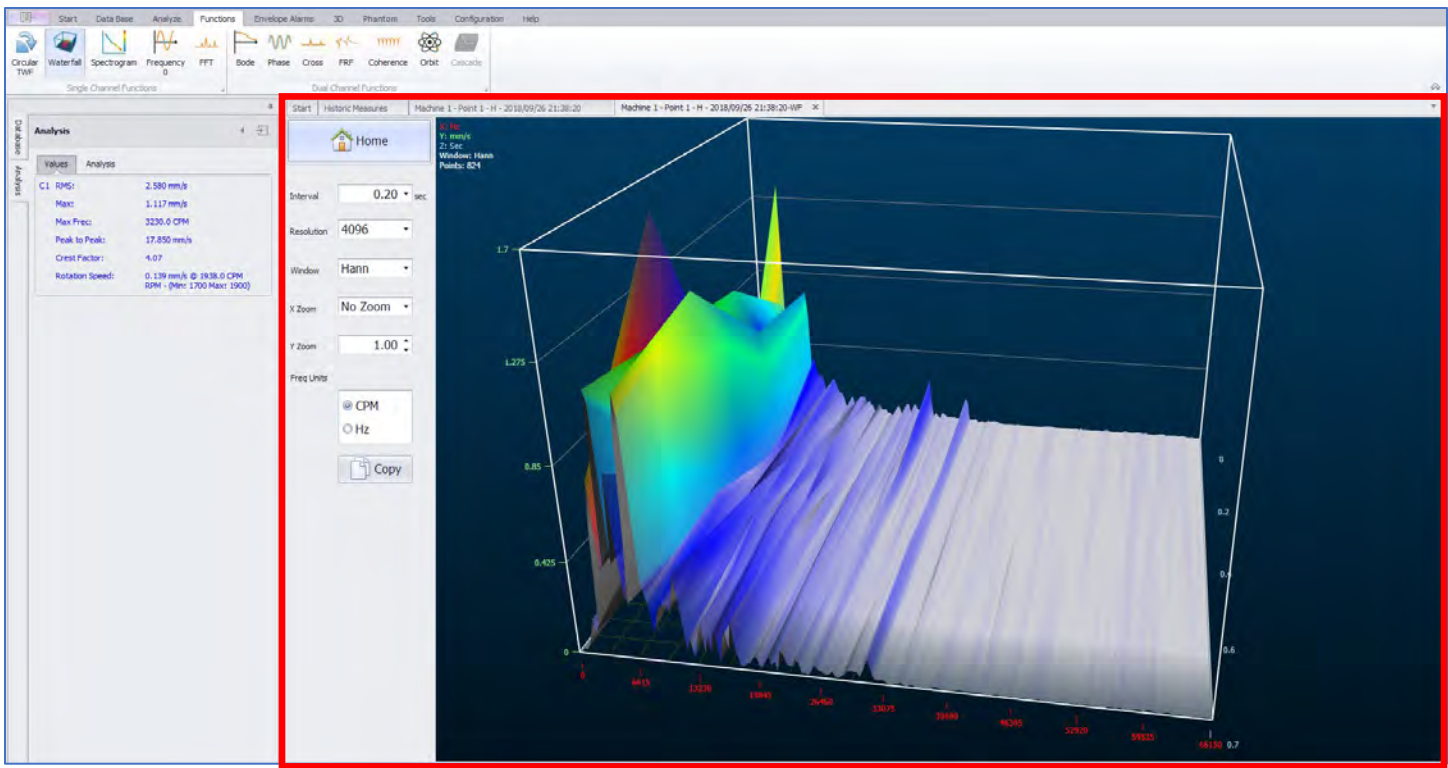 Start Data Base Analyze Functions Envelope Alarms 3D Phantom Tools Configuration Help
Circular TWF Waterfall Spectrogram Frequency 0 FFT Bode Phase Cross FRF Coherence Orbit Cascade
Single Channel Functions Dual Channel Functions
Database
Analysis
Analysis
Values Analysis
C1 RMS: 2.580 mm/s
Max: 1.117 mm/s
Max Frec: 3230.0 CPM
Peak to Peak: 17.850 mm/s
Crest Factor: 4.07
Rotation Speed: 0.139 mm/s @ 1938.0 CPM
RPM - (Min: 1700 Max: 1900)
Start Historic Measures Machine 1 - Point 1 - H - 2018/09/26 21:38:20 Machine 1 - Point 1 - H - 2018/09/26 21:38:20-WF X
Home
Interval 0.20 sec
Resolution 4096
Window Hann
X Zoom No Zoom
Y Zoom 1.00
Freq Units
CPM
Hz
Copy
X: Hz
Y: mm/s
Z: Sec
Window: Hann
Points: 824
1.7
1.275
0.85
0.425
0
0
0.2
0.6
0.7
0 6615 13230 19845 26460 33075 39690 46305 52920 59535 66150